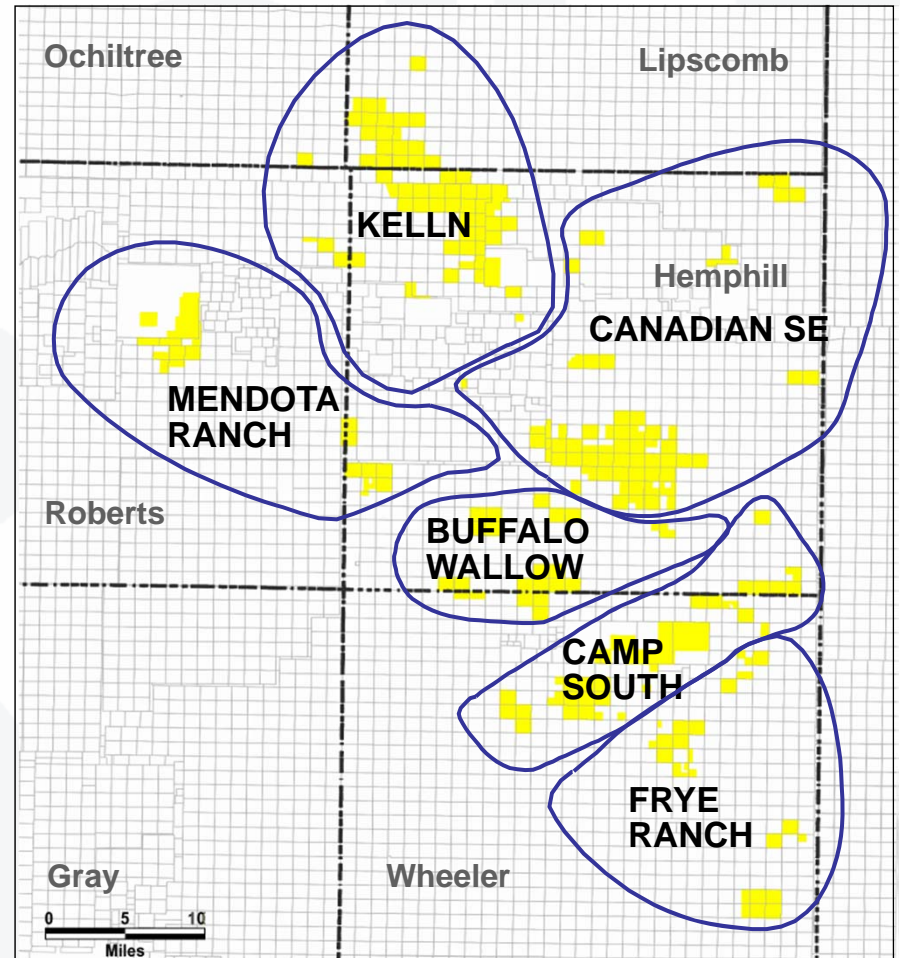 Ochiltree
Lipscomb
KELLN
Hemphill
CANADIAN SE
MENDOTA
RANCH
Roberts
BUFFALO
WALLOW
CAMP
SOUTH
FRYE
RANCH
Gray
Wheeler
0 5 10
Miles